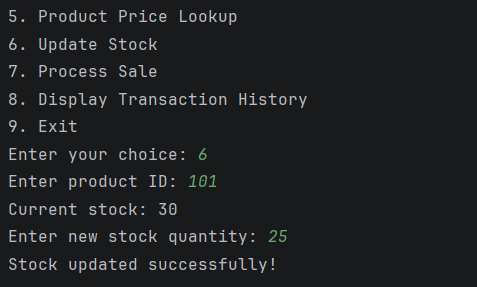 5. Product Price Lookup
6. Update Stock
7. Process Sale
8. Display Transaction History
9. Exit
Enter your choice: 6
Enter product ID: 101
Current stock: 30
Enter new stock quantity: 25
Stock updated successfully!